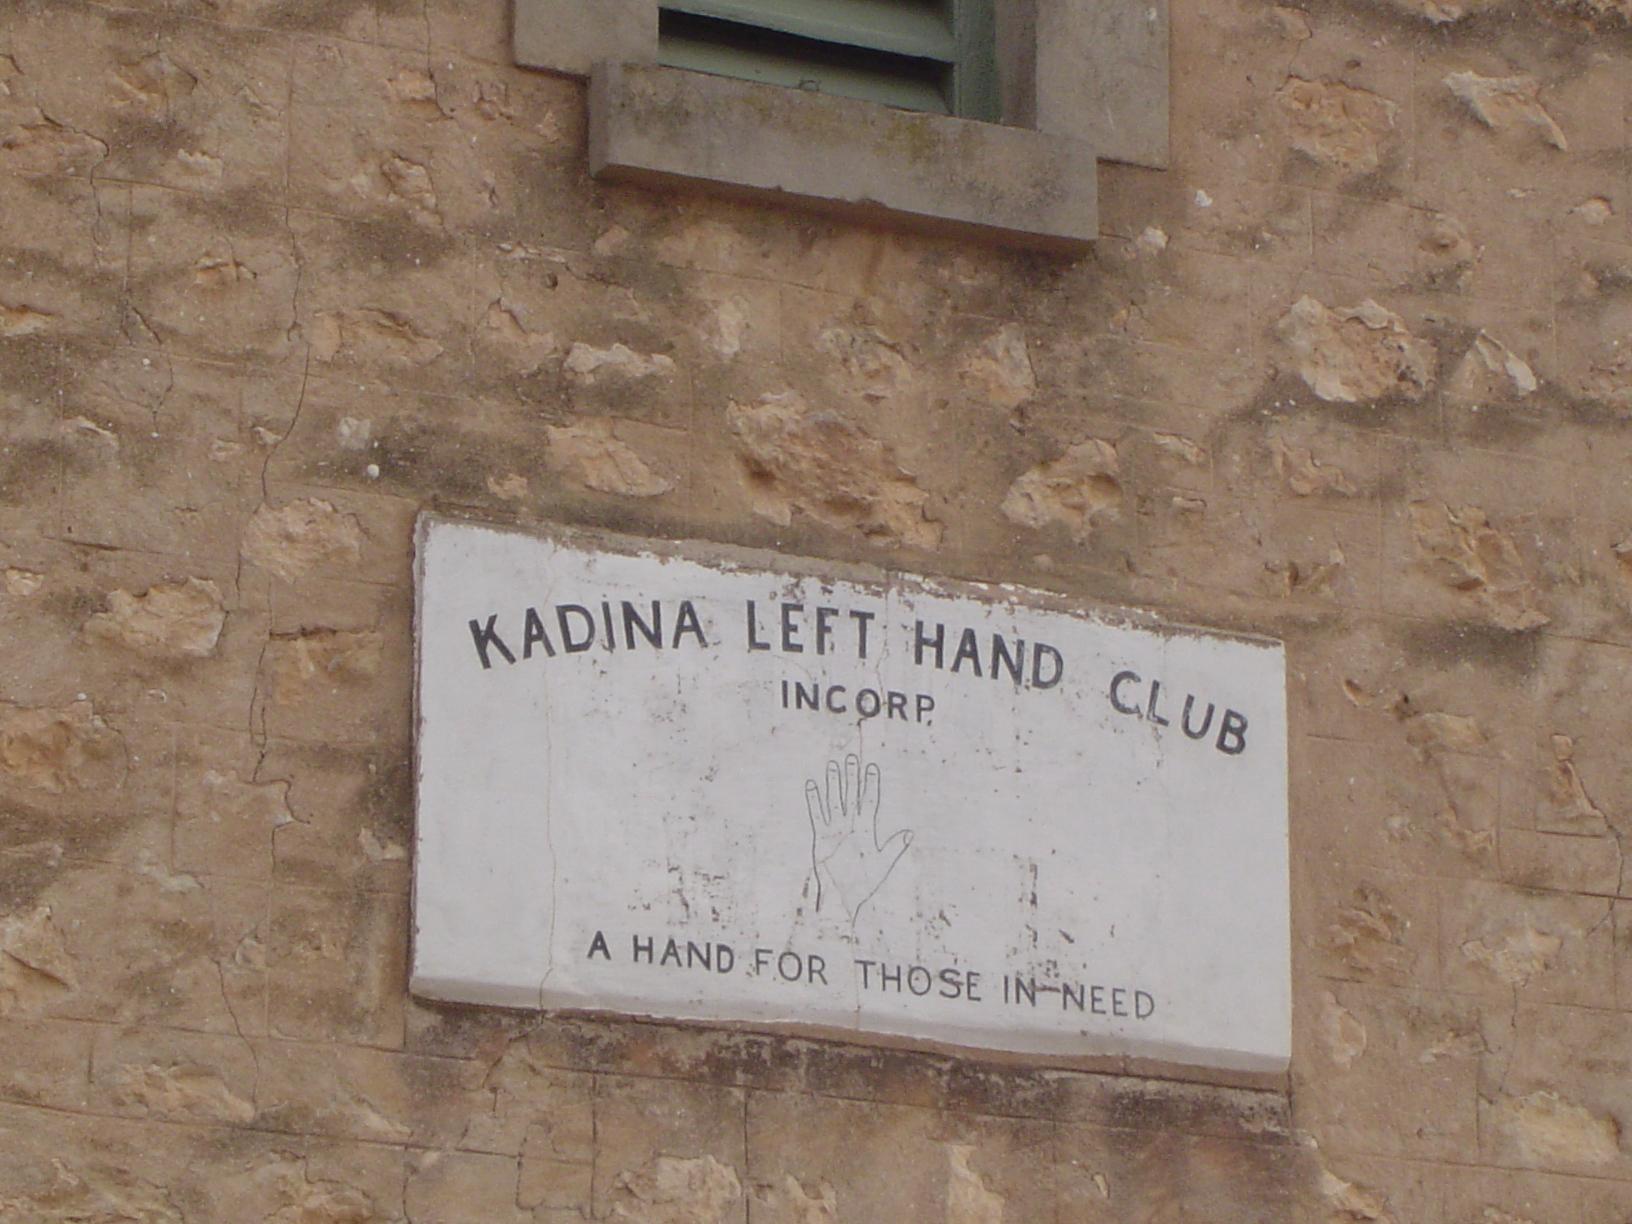 KADINA LEFT HAND CLUB
INCORP.
A HAND FOR THOSE IN NEED